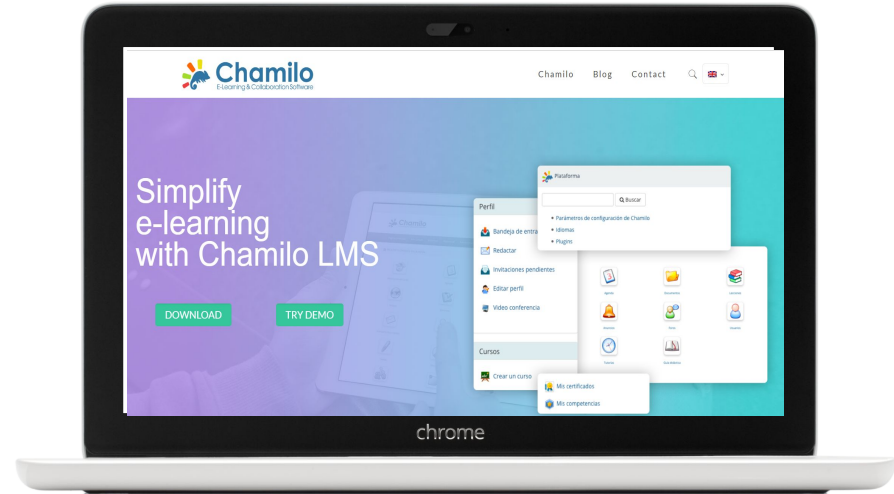 Chamilo
E-Learning & Collaboration Software
Chamilo Blog Contact
Simplify
e-learning
with Chamilo LMS
DOWNLOAD TRY DEMO
Plataforma
Buscar
Parámetros de configuración de Chamilo
Idiomas
Plugins
Perfil
Bandeja de entra
Redactar
Invitaciones pendientes
Editar perfil
Video conferencia
Cursos
Crear un curso
Mis certificados
Mis competencias
Chamilo
chrome